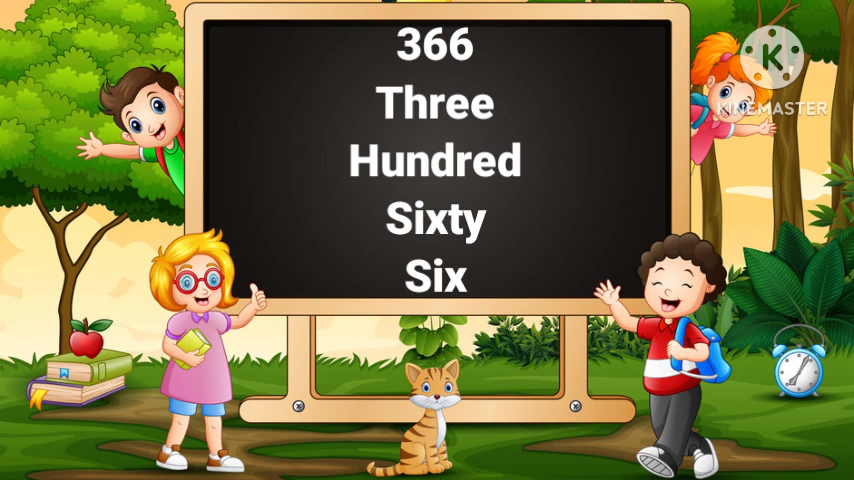 366
Three
Hundred
Sixty
Six
K
KINEMASTER